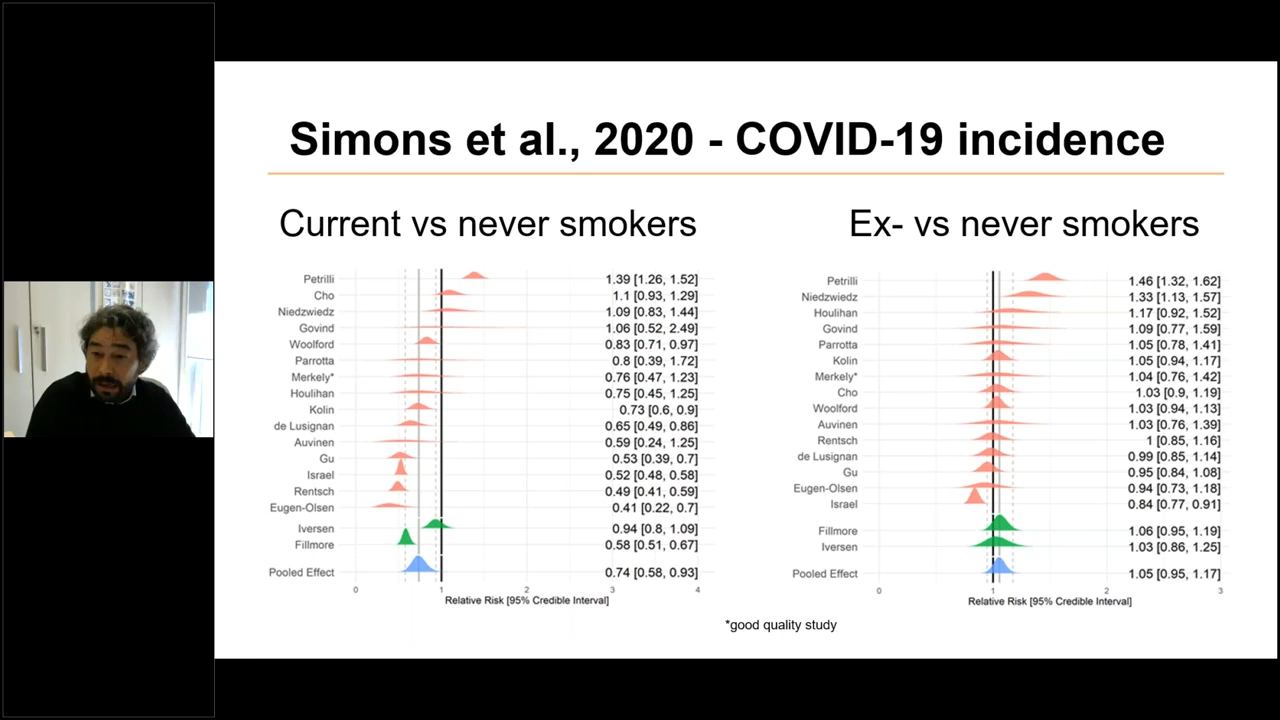 Simons et al., 2020 - COVID-19 incidence
Current vs never smokers
Petrilli 1.39 [1.26, 1.52]
Cho 1.1 [0.93, 1.29]
Niedzwiedz 1.09 [0.83, 1.44]
Govind 1.06 [0.52, 2.49]
Woolford 0.83 [0.71, 0.97]
Parrotta 0.8 [0.39, 1.72]
Merkely* 0.76 [0.47, 1.23]
Houlihan 0.75 [0.45, 1.25]
Kolin 0.73 [0.6, 0.9]
de Lusignan 0.65 [0.49, 0.86]
Auvinen 0.59 [0.24, 1.25]
Gu 0.53 [0.39, 0.7]
Israel 0.52 [0.48, 0.58]
Rentsch 0.49 [0.41, 0.59]
Eugen-Olsen 0.41 [0.22, 0.7]
Iversen 0.94 [0.8, 1.09]
Fillmore 0.58 [0.51, 0.67]
Pooled Effect 0.74 [0.58, 0.93]
0 1 2 3 4
Relative Risk [95% Credible Interval]
Ex- vs never smokers
Petrilli 1.46 [1.32, 1.62]
Niedzwiedz 1.33 [1.13, 1.57]
Houlihan 1.17 [0.92, 1.52]
Govind 1.09 [0.77, 1.59]
Parrotta 1.05 [0.78, 1.41]
Kolin 1.05 [0.94, 1.17]
Merkely* 1.04 [0.76, 1.42]
Cho 1.03 [0.9, 1.19]
Woolford 1.03 [0.94, 1.13]
Auvinen 1.03 [0.76, 1.39]
Rentsch 1 [0.85, 1.16]
de Lusignan 0.99 [0.85, 1.14]
Gu 0.95 [0.84, 1.08]
Eugen-Olsen 0.94 [0.73, 1.18]
Israel 0.84 [0.77, 0.91]
Fillmore 1.06 [0.95, 1.19]
Iversen 1.03 [0.86, 1.25]
Pooled Effect 1.05 [0.95, 1.17]
0 1 2 3
Relative Risk [95% Credible Interval]
*good quality study